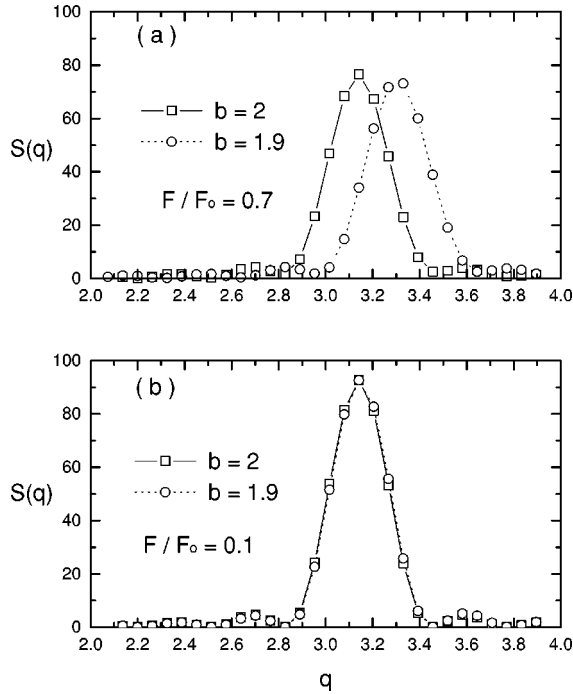 ( a )
100
80
60
40
20
0
S(q)
b = 2
b = 1.9
F / Fo = 0.7
2.0 2.2 2.4 2.6 2.8 3.0 3.2 3.4 3.6 3.8 4.0
( b )
100
80
60
40
20
0
S(q)
b = 2
b = 1.9
F / Fo = 0.1
2.0 2.2 2.4 2.6 2.8 3.0 3.2 3.4 3.6 3.8 4.0
q